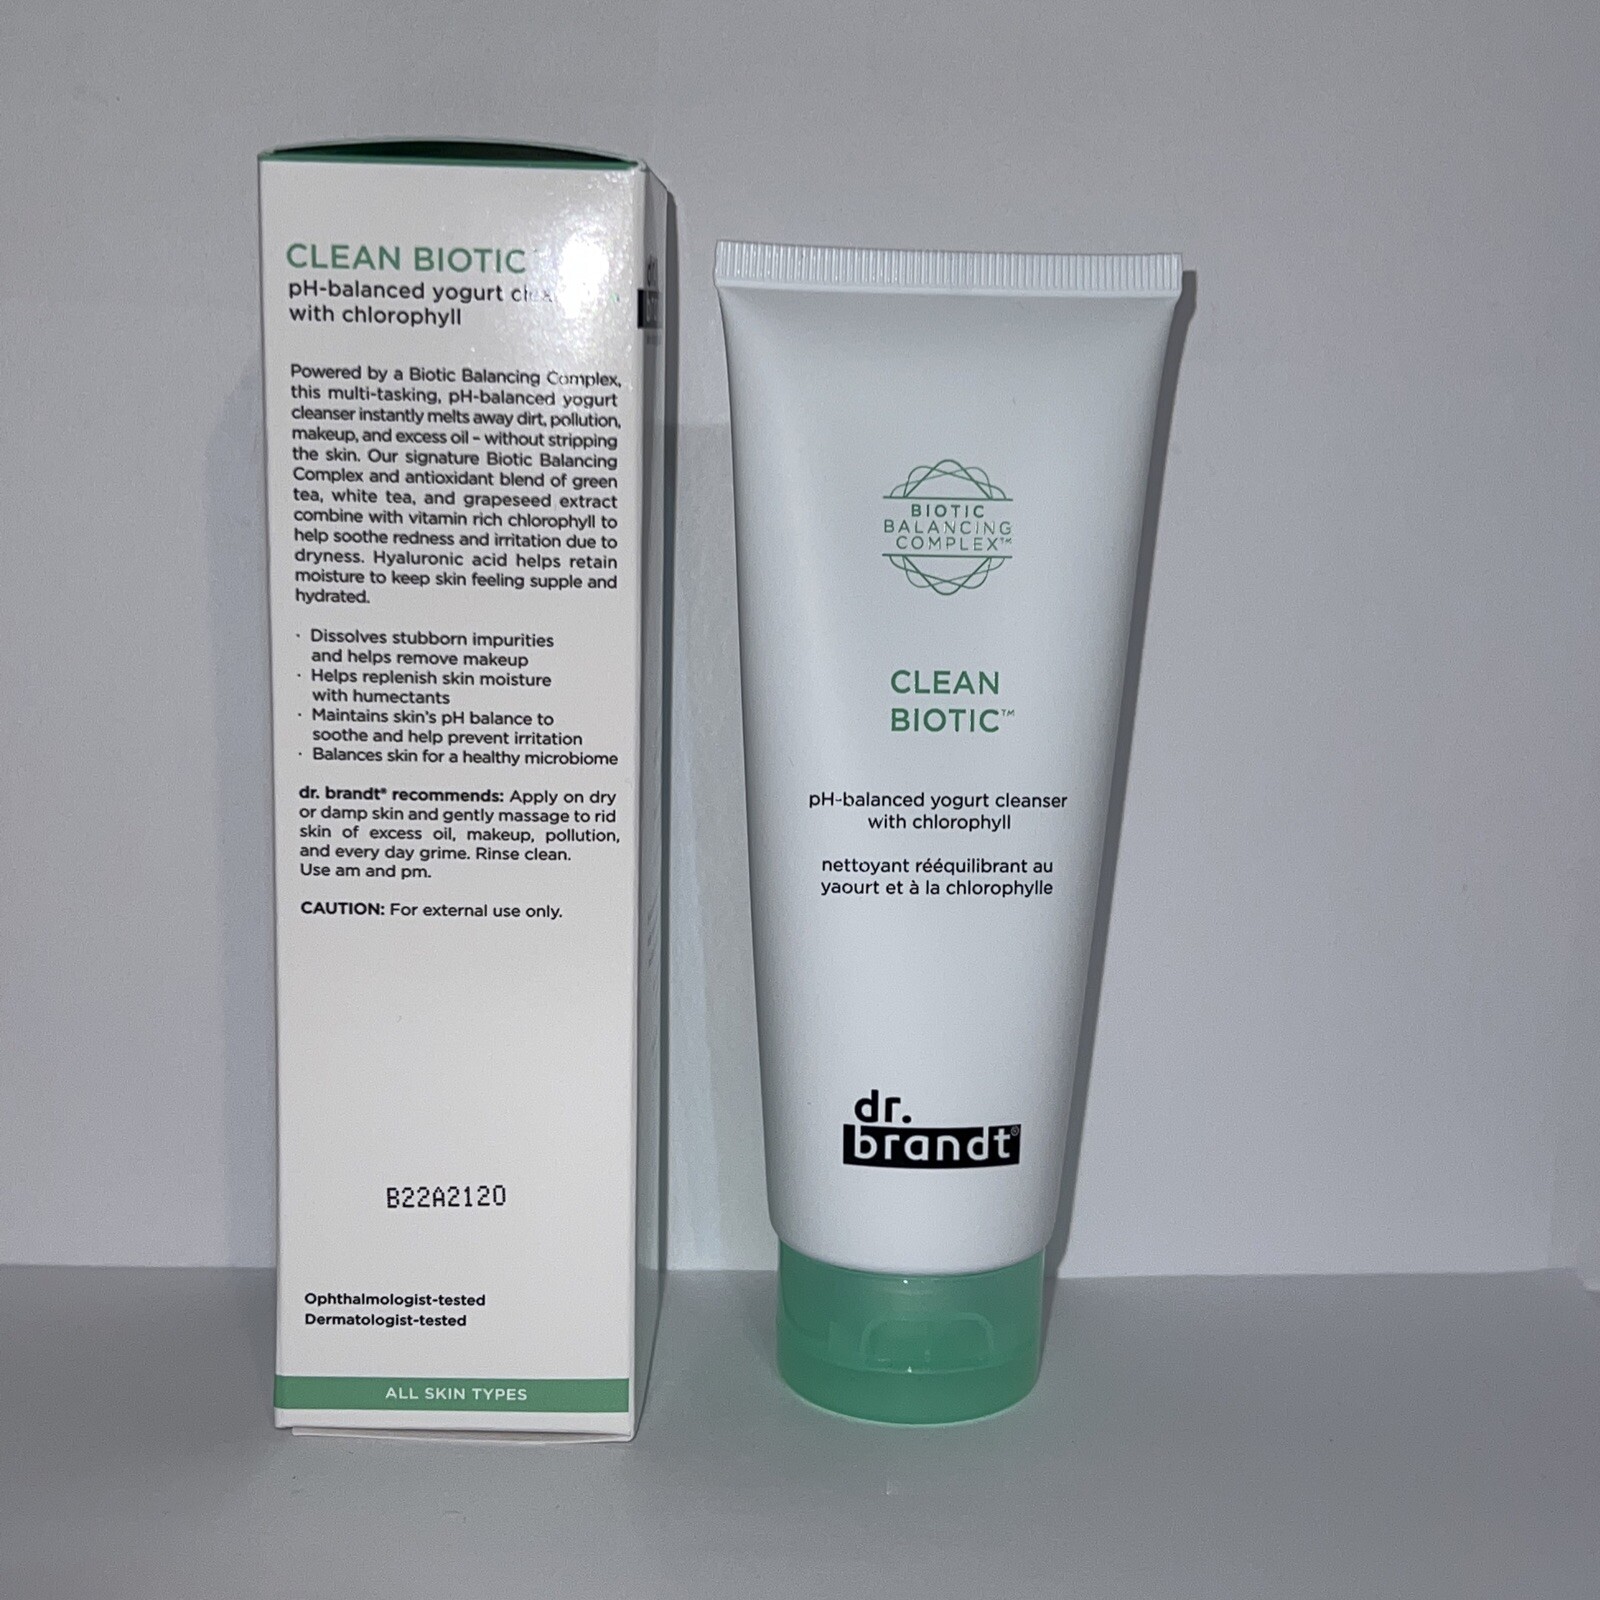 CLEAN BIOTIC
pH-balanced yogurt
with chlorophyll
Powered by a Biotic Balancing Complex,
this multi-tasking, pH-balanced yogurt
cleanser instantly melts away dirt, pollution,
makeup, and excess oil – without stripping
the skin. Our signature Biotic Balancing
Complex and antioxidant blend of green
tea, white tea, and grapeseed extract
combine with vitamin rich chlorophyll to
help soothe redness and irritation due to
dryness. Hyaluronic acid helps retain
moisture to keep skin feeling supple and
hydrated.
· Dissolves stubborn impurities
and helps remove makeup
· Helps replenish skin moisture
with humectants
· Maintains skin's pH balance to
soothe and help prevent irritation
· Balances skin for a healthy microbiome
dr. brandt® recommends: Apply on dry
or damp skin and gently massage to rid
skin of excess oil, makeup, pollution,
and every day grime. Rinse clean.
Use am and pm.
CAUTION: For external use only.
B22A2120
Ophthalmologist-tested
Dermatologist-tested
ALL SKIN TYPES
BIOTIC
BALANCING
COMPLEX™
CLEAN
BIOTIC™
pH-balanced yogurt cleanser
with chlorophyll
nettoyant rééquilibrant au
yaourt et à la chlorophylle
dr.
brandt®